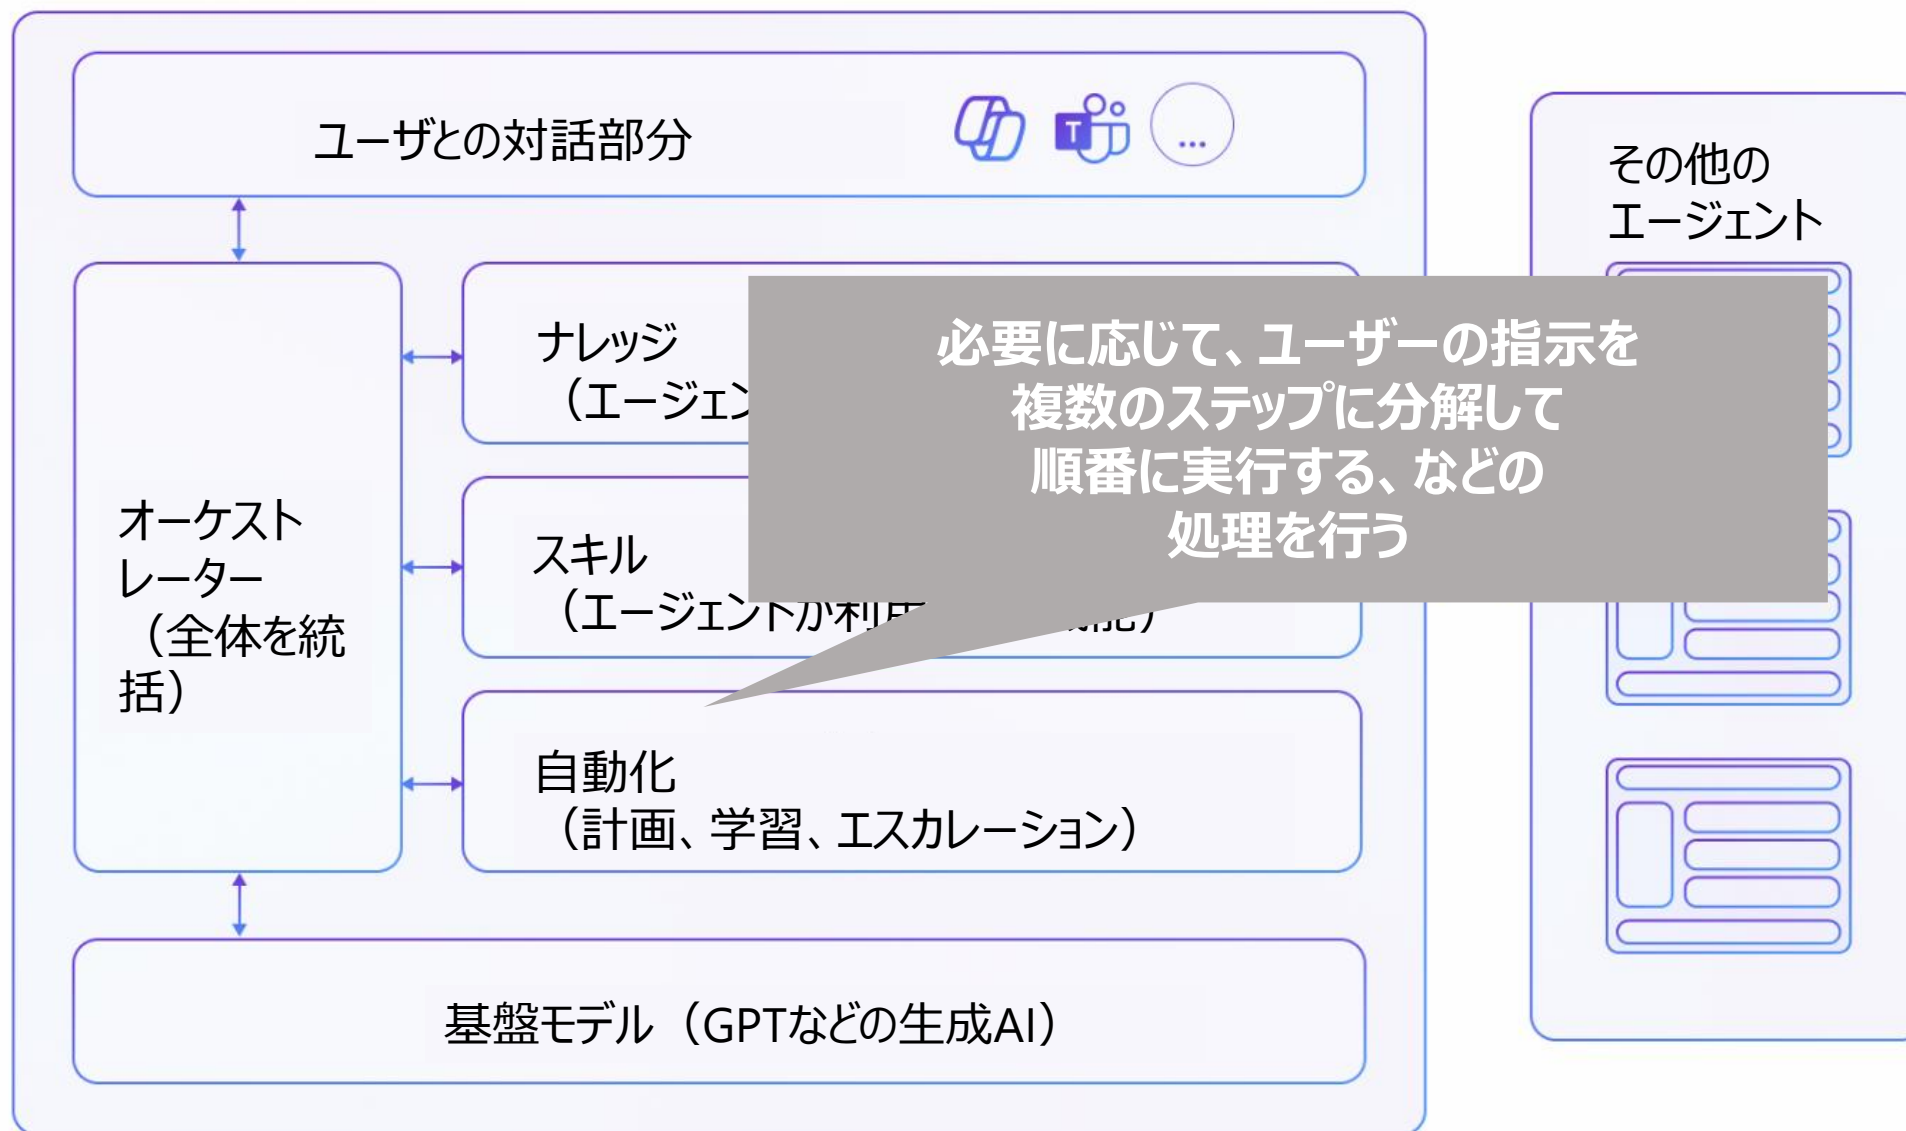 ユーザとの対話部分
T
...
その他の
エージェント
ナレッジ
（エージェン
必要に応じて、ユーザーの指示を
複数のステップに分解して
順番に実行する、などの
処理を行う
オーケスト
レーター
（全体を統
括）
スキル
（エージェントが利用
自動化
（計画、学習、エスカレーション）
基盤モデル（GPTなどの生成AI）